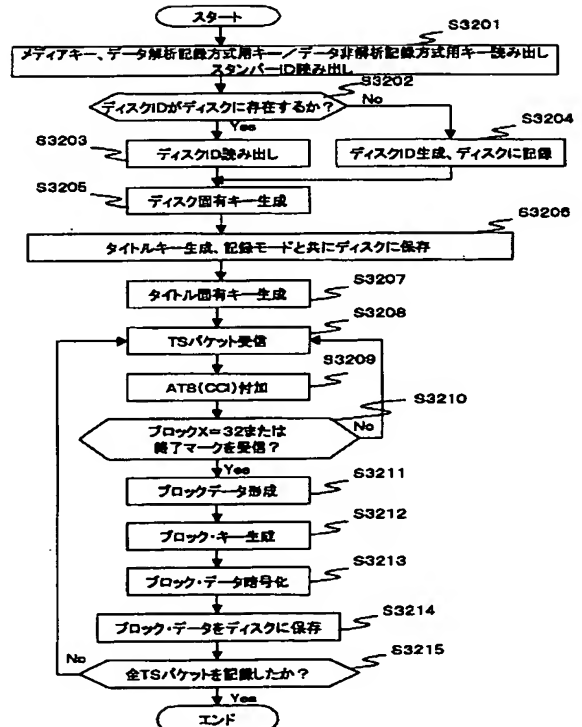 スタート
S3201
メディアキー、データ解析記録方式用キー／データ非解析記録方式用キー読み出し
スタンパーID読み出し
S3202
ディスクIDがディスクに存在するか？
No
Yes
S3203
ディスクID読み出し
S3204
ディスクID生成、ディスクに記録
S3205
ディスク固有キー生成
S3206
タイトルキー生成、記録モードと共にディスクに保存
S3207
タイトル固有キー生成
S3208
TSパケット受信
S3209
ATS(CCI)付加
S3210
ブロックX＝32または
終了マークを受信？
No
Yes
S3211
ブロックデータ形成
S3212
ブロック・キー生成
S3213
ブロック・データ暗号化
S3214
ブロック・データをディスクに保存
S3215
No
全TSパケットを記録したか？
Yes
エンド